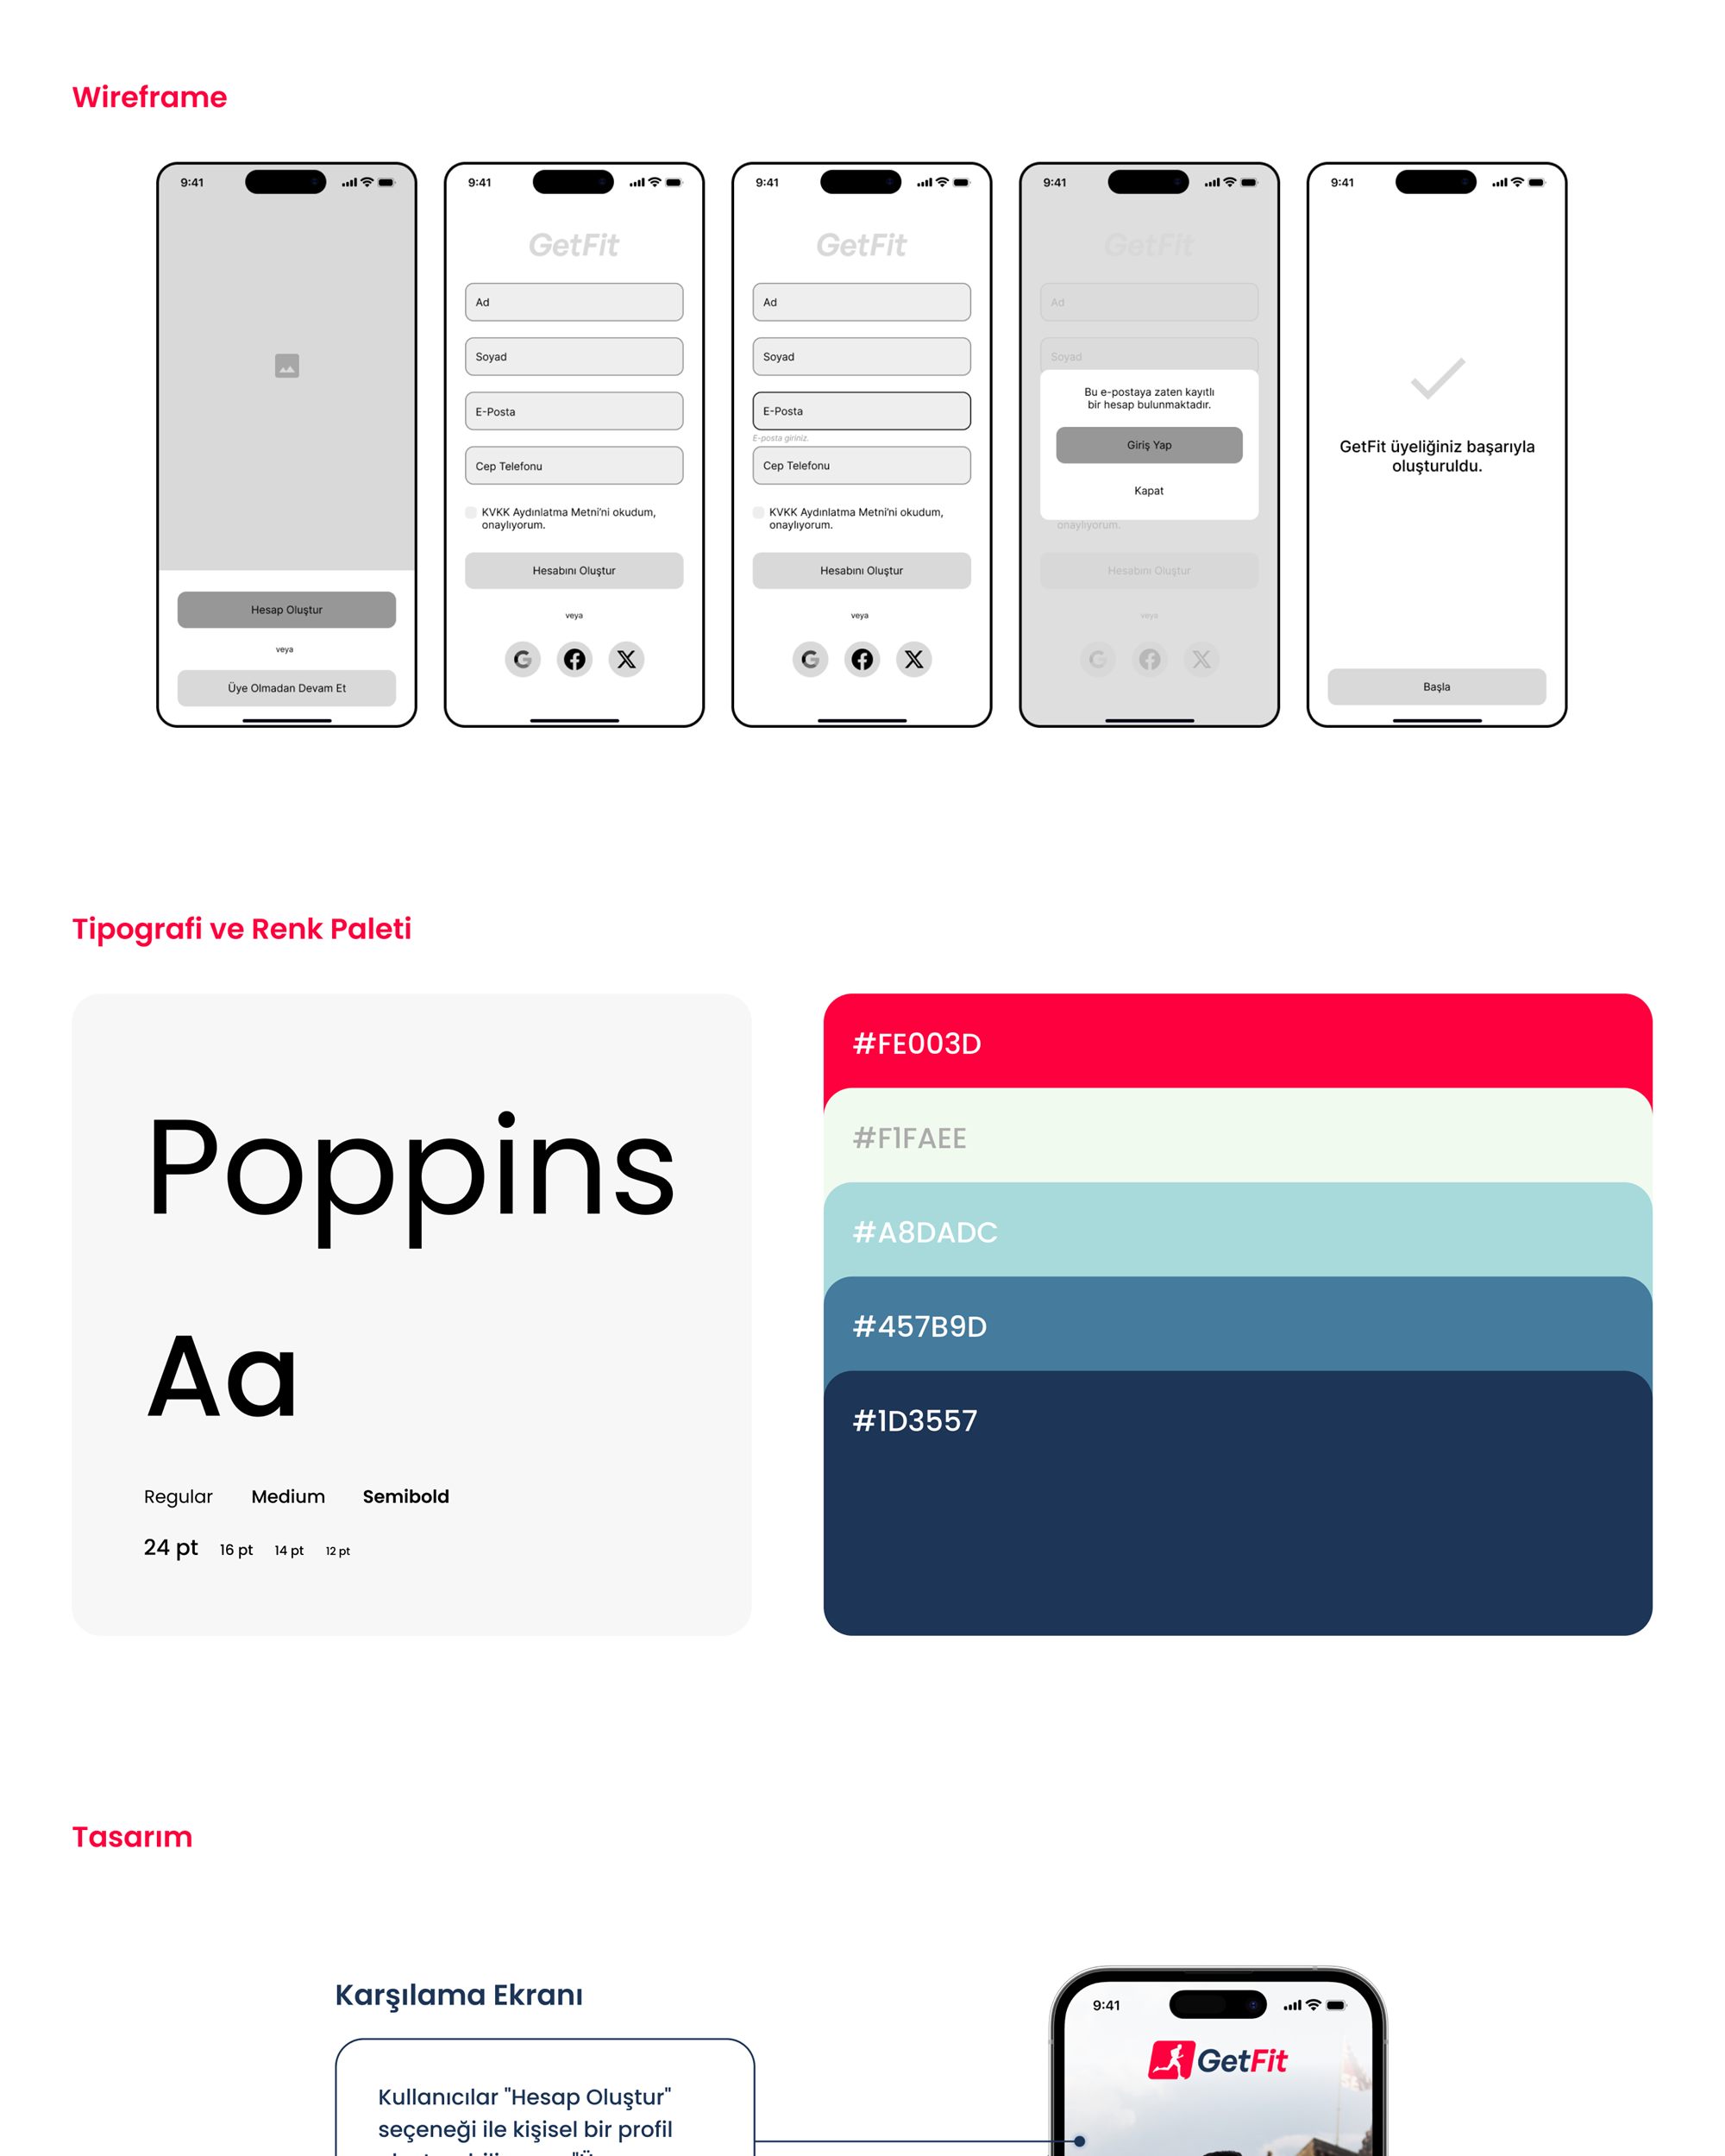 Wireframe
9:41
Hesap Oluştur
veya
Üye Olmadan Devam Et
9:41
GetFit
Ad
Soyad
E-Posta
Cep Telefonu
KVKK Aydınlatma Metni'ni okudum,
onaylıyorum.
Hesabını Oluştur
veya
9:41
GetFit
Ad
Soyad
E-Posta
E-posta giriniz.
Cep Telefonu
KVKK Aydınlatma Metni'ni okudum,
onaylıyorum.
Hesabını Oluştur
veya
9:41
GetFit
Ad
Soyad
Bu e-postaya zaten kayıtlı
bir hesap bulunmaktadır.
Giriş Yap
Kapat
onaylıyorum.
Hesabını Oluştur
veya
9:41
GetFit üyeliğiniz başarıyla
oluşturuldu.
Başla
Tipografi ve Renk Paleti
Poppins
Aa
Regular Medium Semibold
24 pt 16 pt 14 pt 12 pt
#FE003D
#F1FAEE
#A8DADC
#457B9D
#1D3557
Tasarım
Karşılama Ekranı
Kullanıcılar "Hesap Oluştur"
seçeneği ile kişisel bir profil
9:41
GetFit